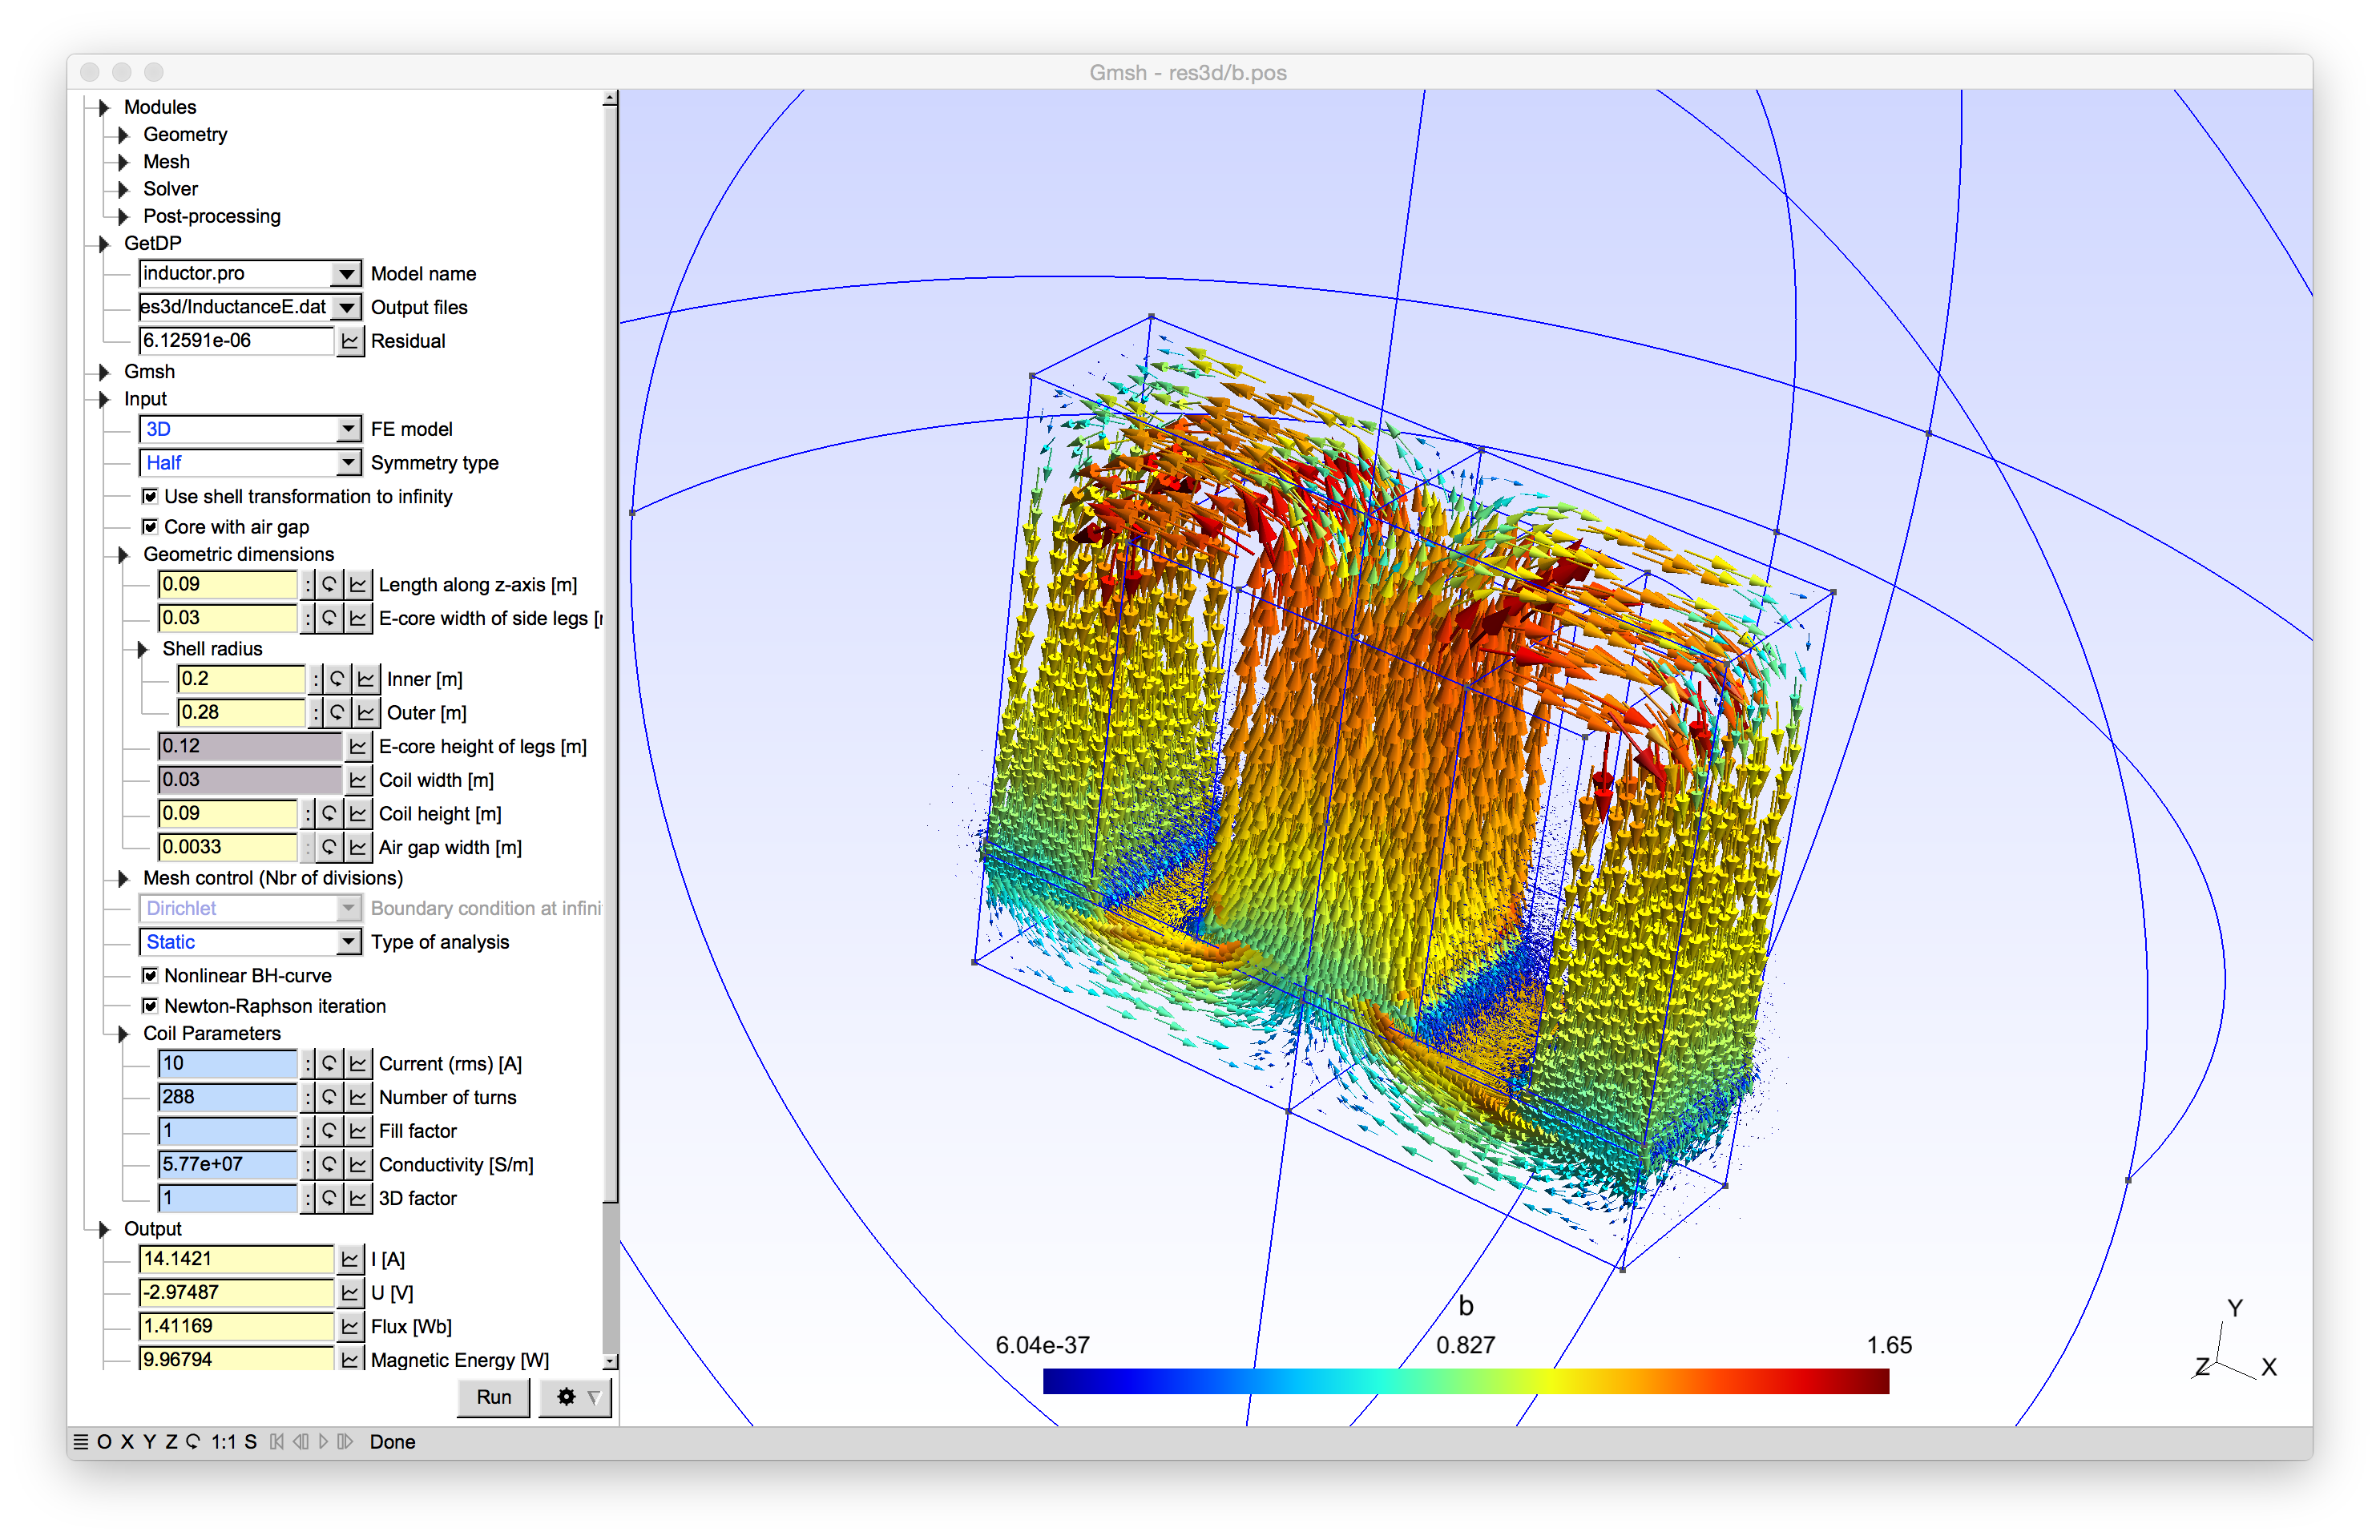 Gmsh - res3d/b.pos
Modules
Geometry
Mesh
Solver
Post-processing
GetDP
inductor.pro Model name
es3d/InductanceE.dat Output files
6.12591e-06 Residual
Gmsh
Input
3D FE model
Half Symmetry type
Use shell transformation to infinity
Core with air gap
Geometric dimensions
0.09 : Length along z-axis [m]
0.03 : E-core width of side legs [r
Shell radius
0.2 : Inner [m]
0.28 : Outer [m]
0.12 E-core height of legs [m]
0.03 Coil width [m]
0.09 : Coil height [m]
0.0033 : Air gap width [m]
Mesh control (Nbr of divisions)
Dirichlet Boundary condition at infini
Static Type of analysis
Nonlinear BH-curve
Newton-Raphson iteration
Coil Parameters
10 : Current (rms) [A]
288 : Number of turns
1 : Fill factor
5.77e+07 : Conductivity [S/m]
1 : 3D factor
Output
14.1421 I [A]
-2.97487 U [V]
1.41169 Flux [Wb]
9.96794 Magnetic Energy [W]
Run
b
6.04e-37 0.827 1.65
Y
Z X
O X Y Z 1:1 S Done